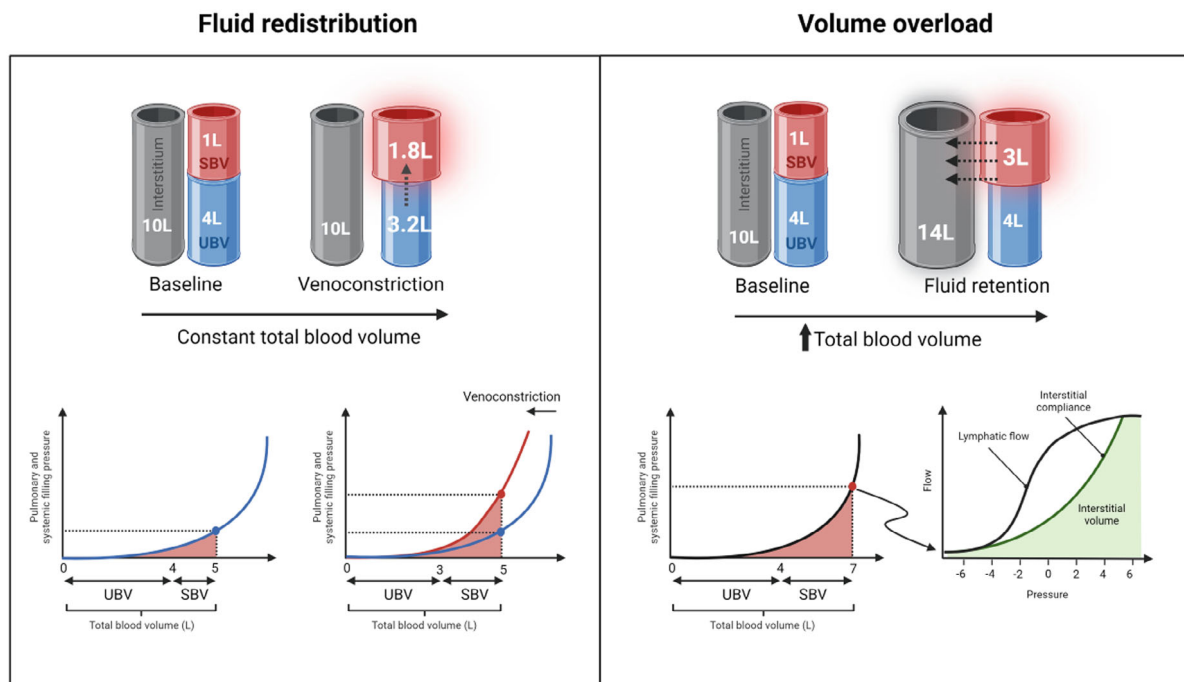 Fluid redistribution
Interstitium
10L
1L
SBV
4L
UBV
Baseline
10L
1.8L
3.2L
Venoconstriction
Constant total blood volume
Pulmonary and
systemic filling pressure
0
4
5
UBV
SBV
Total blood volume (L)
Venoconstriction
Pulmonary and
systemic filling pressure
0
3
5
UBV
SBV
Total blood volume (L)
Volume overload
Interstitium
10L
1L
SBV
4L
UBV
Baseline
14L
3L
4L
Fluid retention
Total blood volume
Pulmonary and
systemic filling pressure
0
4
7
UBV
SBV
Total blood volume (L)
Interstitial
compliance
Lymphatic flow
Flow
Interstitial
volume
-6 -4 -2 0 2 4 6
Pressure